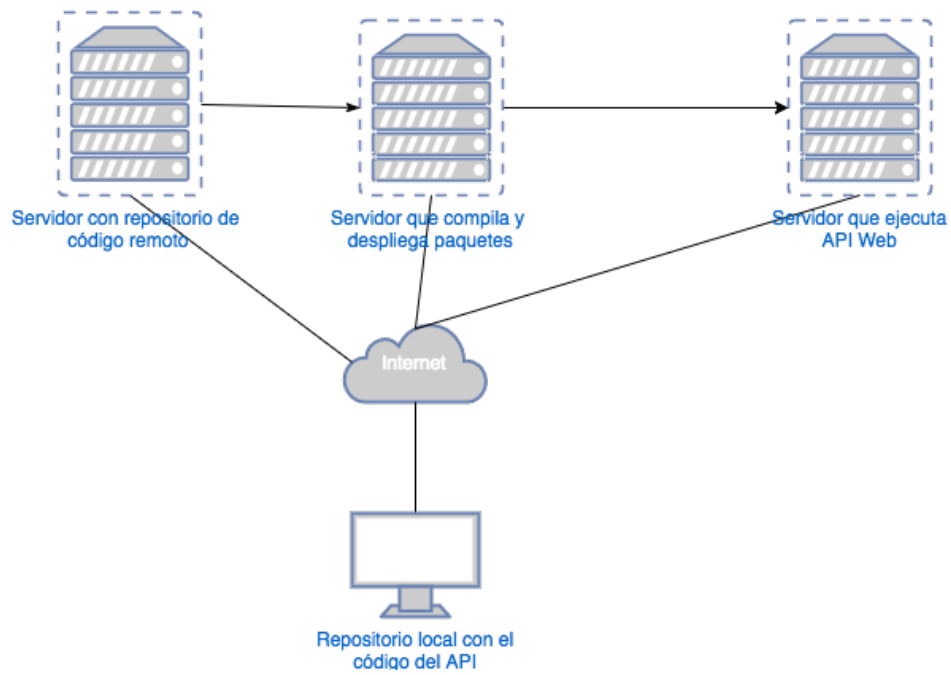 Servidor con repositorio de
código remoto
Servidor que compila y
despliega paquetes
Servidor que ejecuta
API Web
Internet
Repositorio local con el
código del API